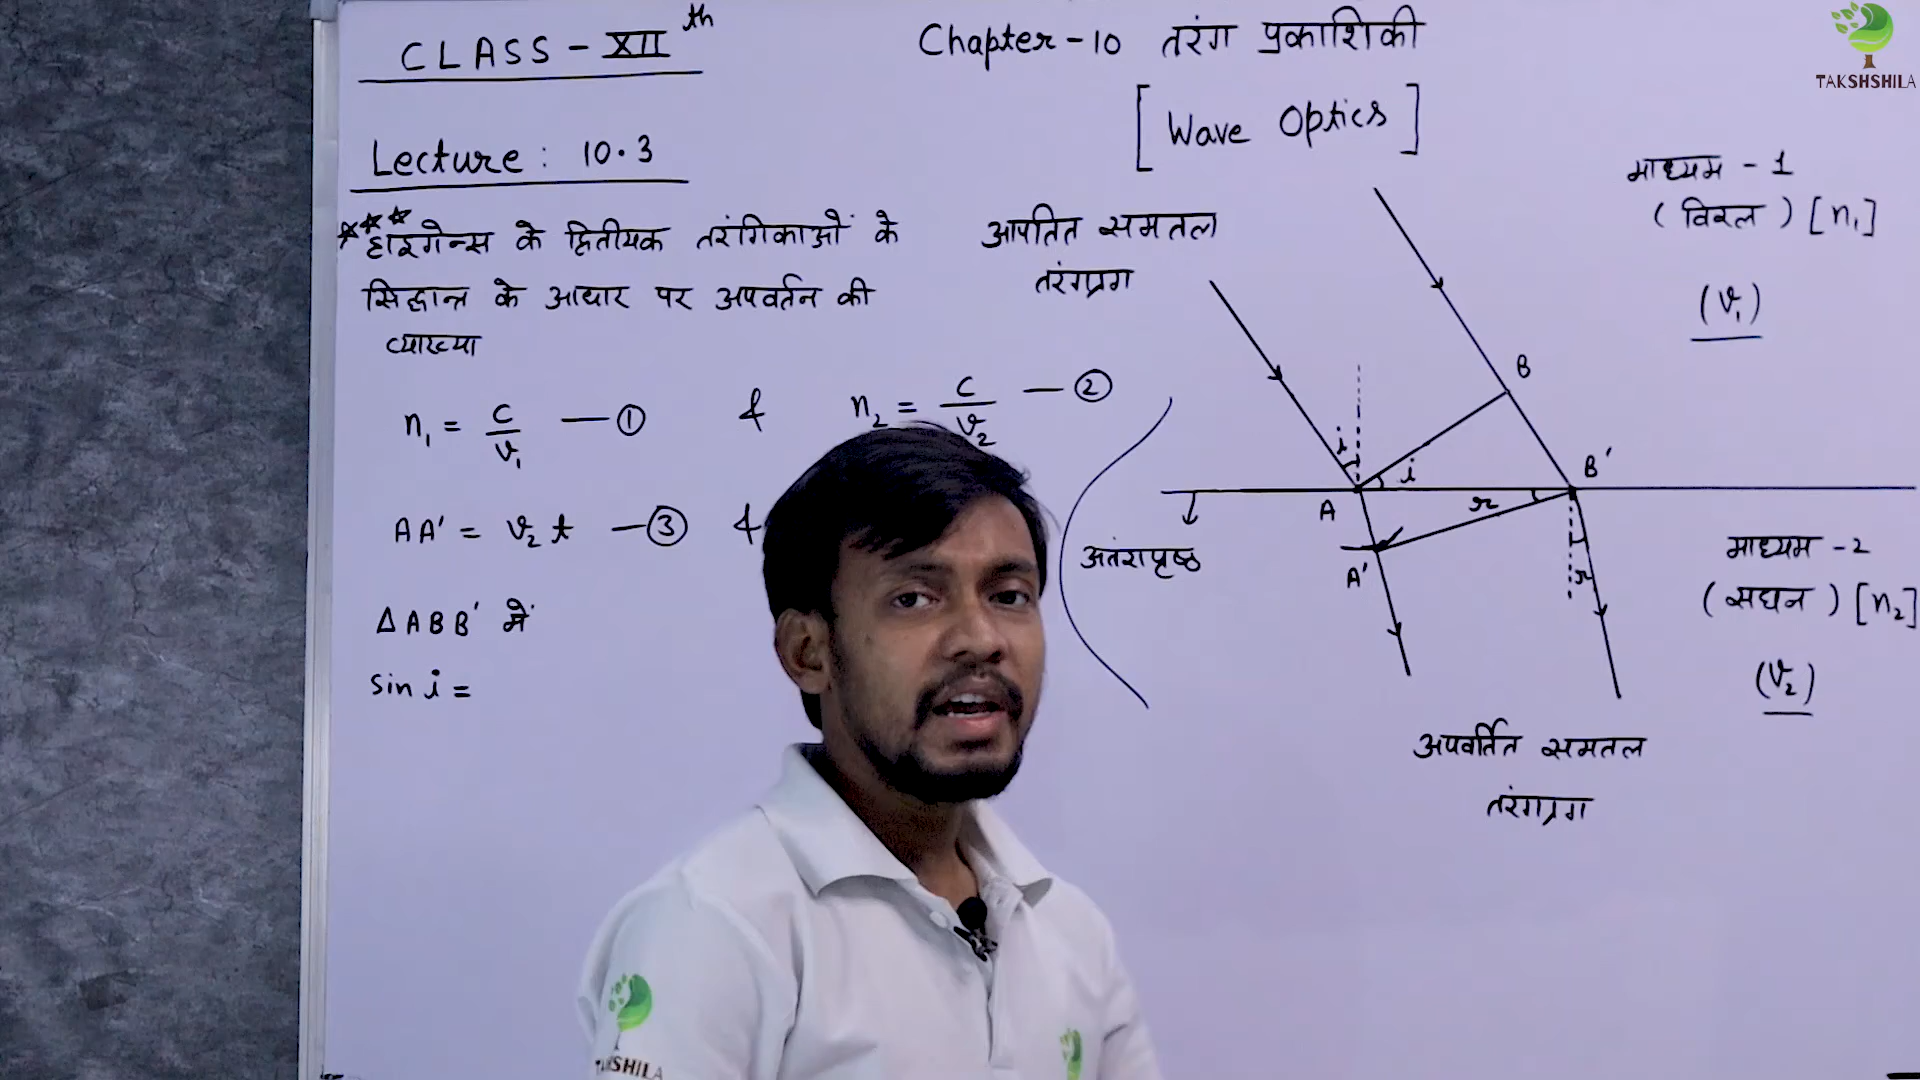 CLASS - XII th
Chapter - 10 तरंग प्रकाशिकी
[ Wave Optics ]
TAKSHSHILA
Lecture : 10.3
*** हाइगेन्स के द्वितीयक तरंगिकाओं के
सिद्धान्त के आधार पर अपवर्तन की
व्याख्या
n₁ = c/v₁ — ① & n₂ = c/v₂ — ②
AA' = v₂ t — ③ &
Δ ABB' में
sin i =
आपतित समतल
तरंगाग्र
माध्यम - 1
( विरल ) [n₁]
(v₁)
B
i
i
B'
A
r
A'
r
अंतरापृष्ठ
माध्यम - 2
( सघन ) [n₂]
(v₂)
अपवर्तित समतल
तरंगाग्र